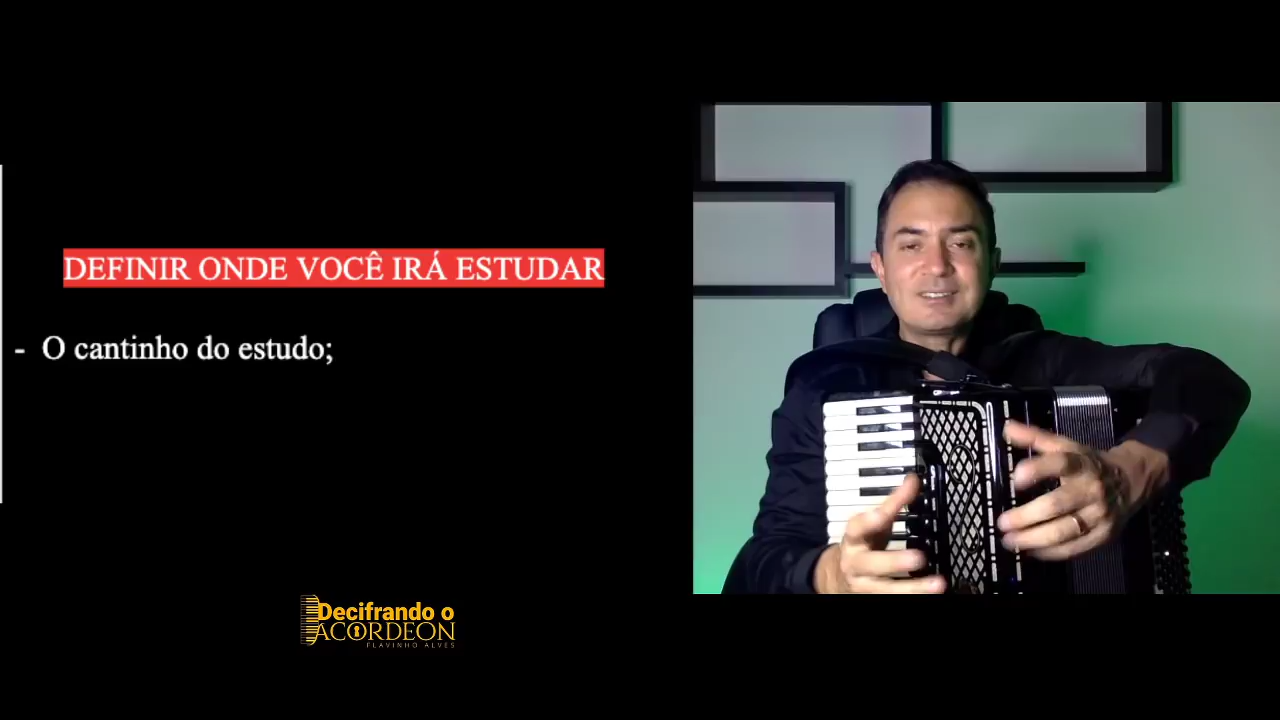 DEFINIR ONDE VOCÊ IRÁ ESTUDAR
- O cantinho do estudo;
Decifrando o
ACORDEON
FLAVINHO ALVES